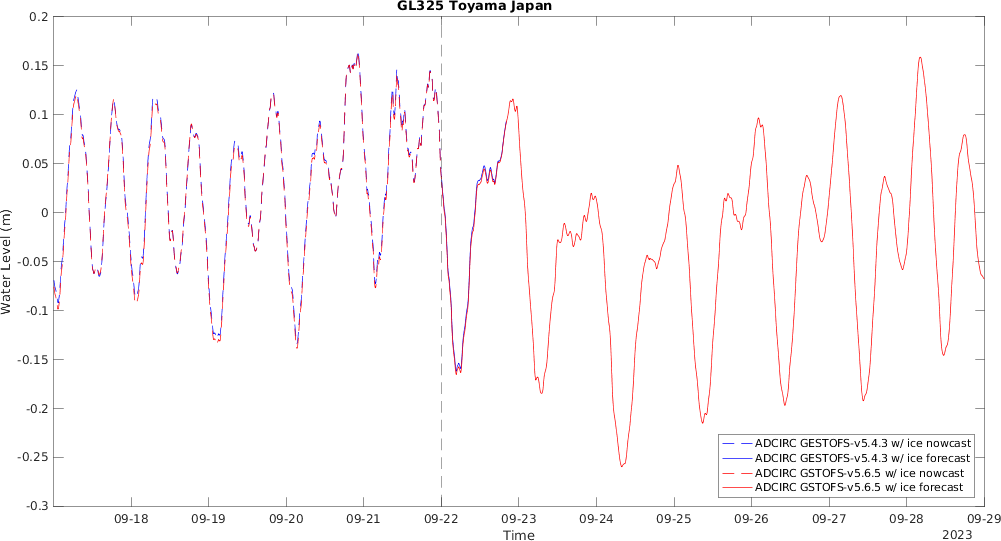 GL325 Toyama Japan
0.2
0.15
0.1
0.05
0
-0.05
-0.1
-0.15
-0.2
-0.25
-0.3
Water Level (m)
ADCIRC GESTOFS-v5.4.3 w/ ice nowcast
ADCIRC GESTOFS-v5.4.3 w/ ice forecast
ADCIRC GSTOFS-v5.6.5 w/ ice nowcast
ADCIRC GSTOFS-v5.6.5 w/ ice forecast
09-18 09-19 09-20 09-21 09-22 09-23 09-24 09-25 09-26 09-27 09-28 09-29
Time
2023